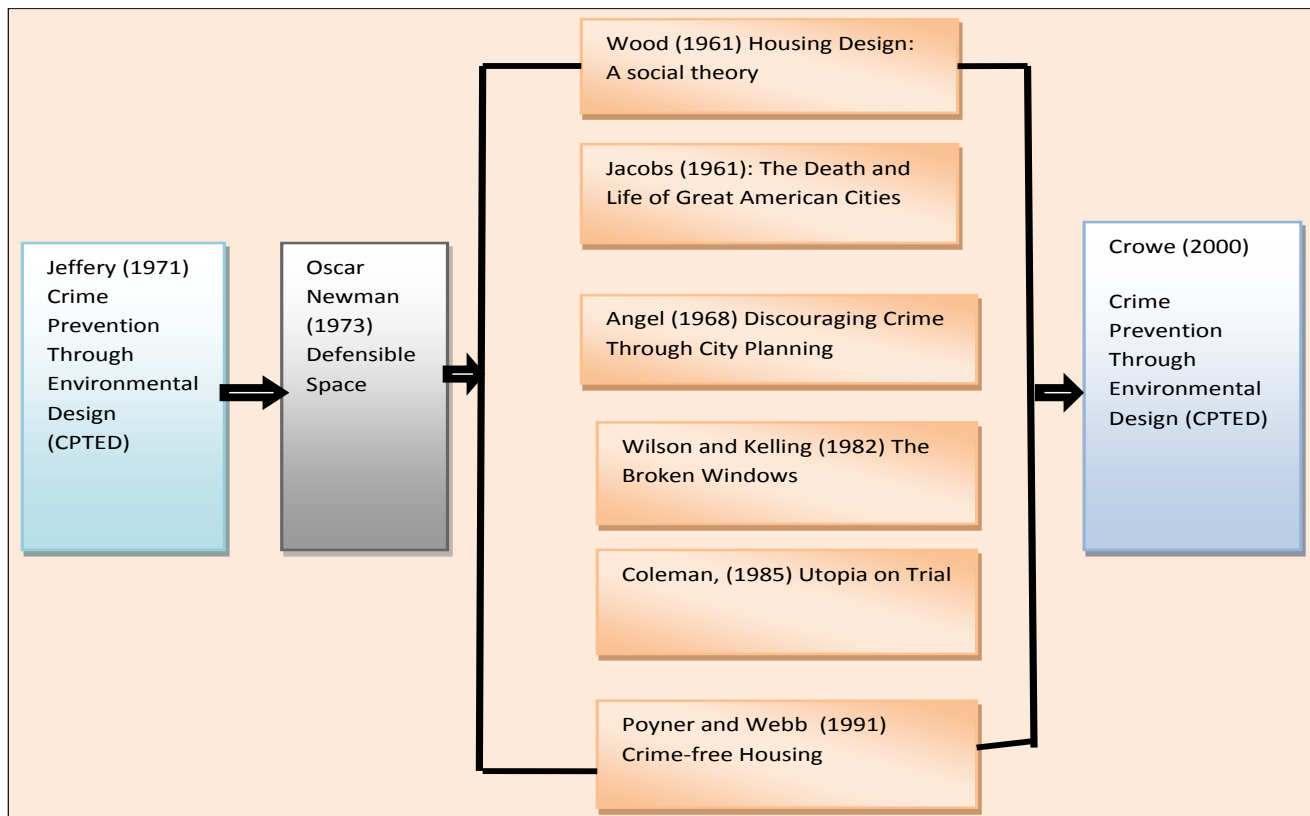 Jeffery (1971)
Crime
Prevention
Through
Environmental
Design
(CPTED)
Oscar
Newman
(1973)
Defensible
Space
Wood (1961) Housing Design:
A social theory
Jacobs (1961): The Death and
Life of Great American Cities
Angel (1968) Discouraging Crime
Through City Planning
Wilson and Kelling (1982) The
Broken Windows
Coleman, (1985) Utopia on Trial
Poyner and Webb (1991)
Crime-free Housing
Crowe (2000)
Crime
Prevention
Through
Environmental
Design (CPTED)